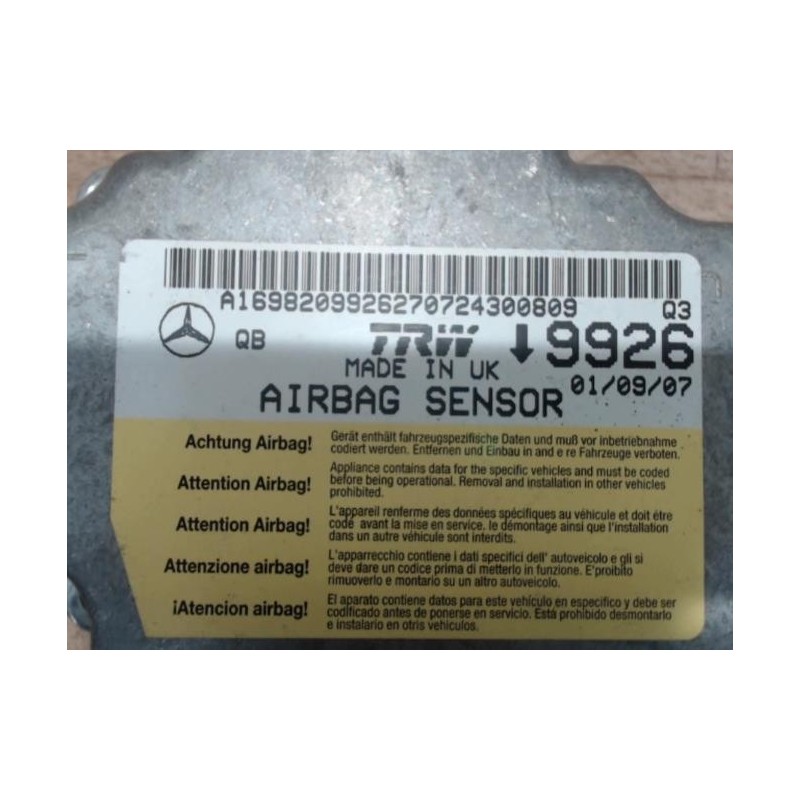 A1698209926270724300809 Q3
QB TRW 9926
MADE IN UK 01/09/07
AIRBAG SENSOR
Achtung Airbag! Gerät enthält fahrzeugspezifische Daten und muß vor inbetriebnahme
codiert werden. Entfernen und Einbau in and e re Fahrzeuge verboten.
Attention Airbag! Appliance contains data for the specific vehicles and must be coded
before being operational. Removal and installation in other vehicles
prohibited.
Attention Airbag! L'appareil renferme des données spécifiques au véhicule et doit être
codé avant la mise en service. le démontage ainsi que l'installation
dans un autre véhicule sont interdits.
Attenzione airbag! L'apparrecchio contiene i dati specifici dell' autoveicolo e gli si
deve dare un codice prima di metterlo in funzione. E'proibito
rimuoverlo e montario su un altro autoveicolo.
¡Atencion airbag! El aparato contiene datos para este vehículo en especifico y debe ser
codificado antes de ponerse en servicio. Está prohibido desmontarlo
e instalario en otris vehículos.